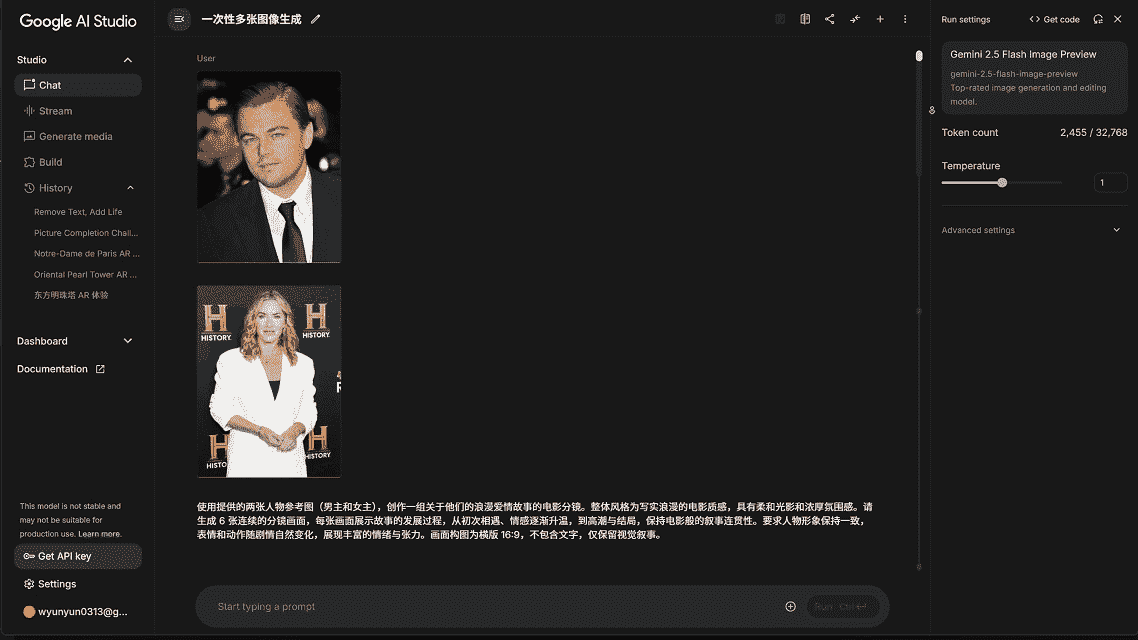 Google AI Studio
一次性多张图像生成
Studio
Chat
Stream
Generate media
Build
History
Remove Text, Add Life
Picture Completion Chall...
Notre-Dame de Paris AR ...
Oriental Pearl Tower AR ...
东方明珠塔 AR 体验
Dashboard
Documentation
This model is not stable and
may not be suitable for
production use. Learn more.
Get API key
Settings
wyunyun0313@g...
User
H H
HISTORY. HISTORY.
R
H H
HISTO HISTORY.
使用提供的两张人物参考图（男主和女主），创作一组关于他们的浪漫爱情故事的电影分镜。整体风格为写实浪漫的电影质感，具有柔和光影和浓厚氛围感。请
生成 6 张连续的分镜画面，每张画面展示故事的发展过程，从初次相遇、情感逐渐升温，到高潮与结局，保持电影般的叙事连贯性。要求人物形象保持一致，
表情和动作随剧情自然变化，展现丰富的情绪与张力。画面构图为横版 16:9，不包含文字，仅保留视觉叙事。
Start typing a prompt
Run Ctrl
Run settings
Get code
Gemini 2.5 Flash Image Preview
gemini-2.5-flash-image-preview
Top-rated image generation and editing
model.
Token count 2,455 / 32,768
Temperature
1
Advanced settings